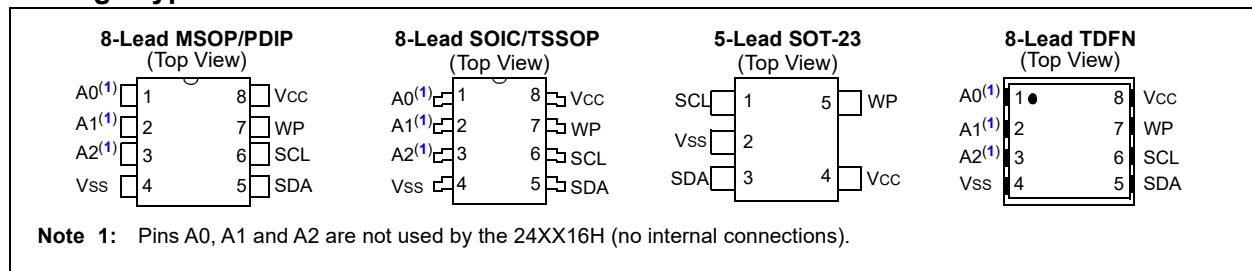 8-Lead MSOP/PDIP
(Top View)
A0(1) 1 8 VCC
A1(1) 2 7 WP
A2(1) 3 6 SCL
VSS 4 5 SDA
8-Lead SOIC/TSSOP
(Top View)
A0(1) 1 8 VCC
A1(1) 2 7 WP
A2(1) 3 6 SCL
VSS 4 5 SDA
5-Lead SOT-23
(Top View)
SCL 1 5 WP
VSS 2
SDA 3 4 VCC
8-Lead TDFN
(Top View)
A0(1) 1 8 VCC
A1(1) 2 7 WP
A2(1) 3 6 SCL
VSS 4 5 SDA
Note 1: Pins A0, A1 and A2 are not used by the 24XX16H (no internal connections).